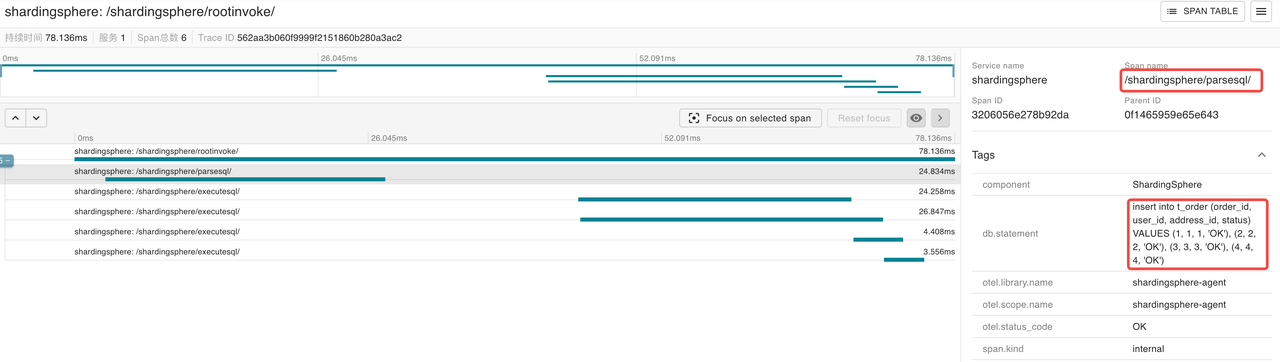 shardingsphere: /shardingsphere/rootinvoke/
SPAN TABLE
持续时间 78.136ms 服务 1 Span总数 6 Trace ID 562aa3b060f9999f2151860b280a3ac2
0ms 26.045ms 52.091ms 78.136ms
Focus on selected span Reset focus
0ms 26.045ms 52.091ms 78.136ms
shardingsphere: /shardingsphere/rootinvoke/ 78.136ms
shardingsphere: /shardingsphere/parsesql/ 24.834ms
shardingsphere: /shardingsphere/executesql/ 24.258ms
shardingsphere: /shardingsphere/executesql/ 26.847ms
shardingsphere: /shardingsphere/executesql/ 4.408ms
shardingsphere: /shardingsphere/executesql/ 3.556ms
Service name Span name
shardingsphere /shardingsphere/parsesql/
Span ID Parent ID
3206056e278b92da 0f1465959e65e643
Tags
component ShardingSphere
db.statement
insert into t_order (order_id,
user_id, address_id, status)
VALUES (1, 1, 1, 'OK'), (2, 2,
2, 'OK'), (3, 3, 3, 'OK'), (4, 4,
4, 'OK')
otel.library.name shardingsphere-agent
otel.scope.name shardingsphere-agent
otel.status_code OK
span.kind internal